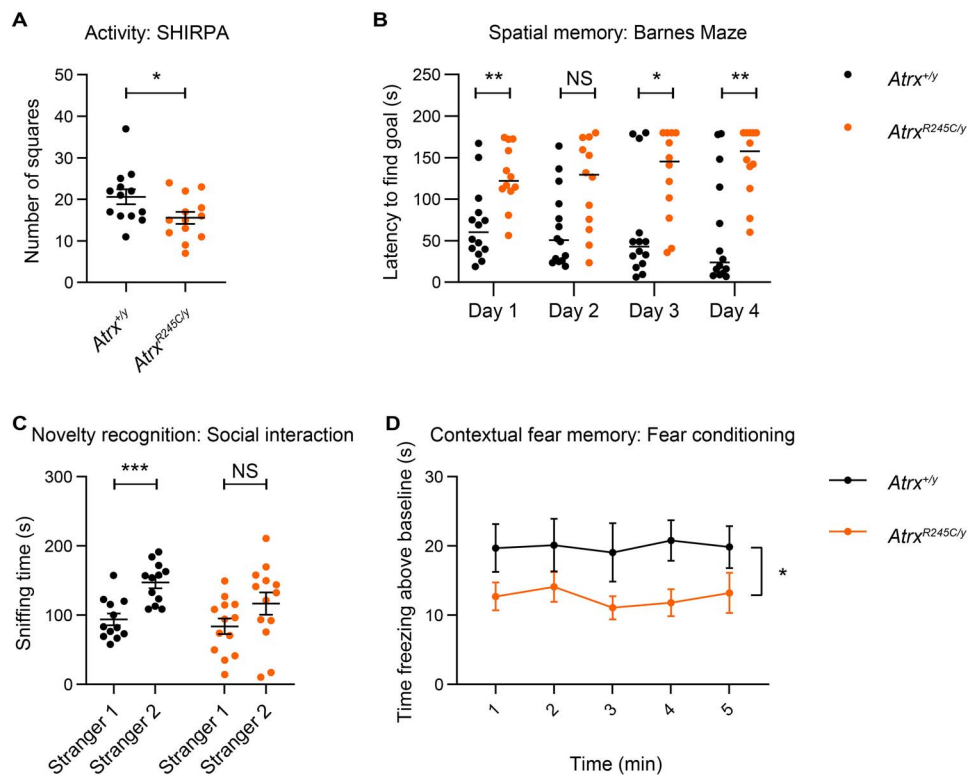 A
Activity: SHIRPA
Number of squares
50
40
30
20
10
0
*
Atrx+/y
AtrxR245C/y
B
Spatial memory: Barnes Maze
Latency to find goal (s)
250
200
150
100
50
0
**
NS
*
**
Day 1
Day 2
Day 3
Day 4
Atrx+/y
AtrxR245C/y
C
Novelty recognition: Social interaction
Sniffing time (s)
300
200
100
0
***
NS
Stranger 1
Stranger 2
Stranger 1
Stranger 2
D
Contextual fear memory: Fear conditioning
Time freezing above baseline (s)
30
20
10
0
*
1
2
3
4
5
Time (min)
Atrx+/y
AtrxR245C/y